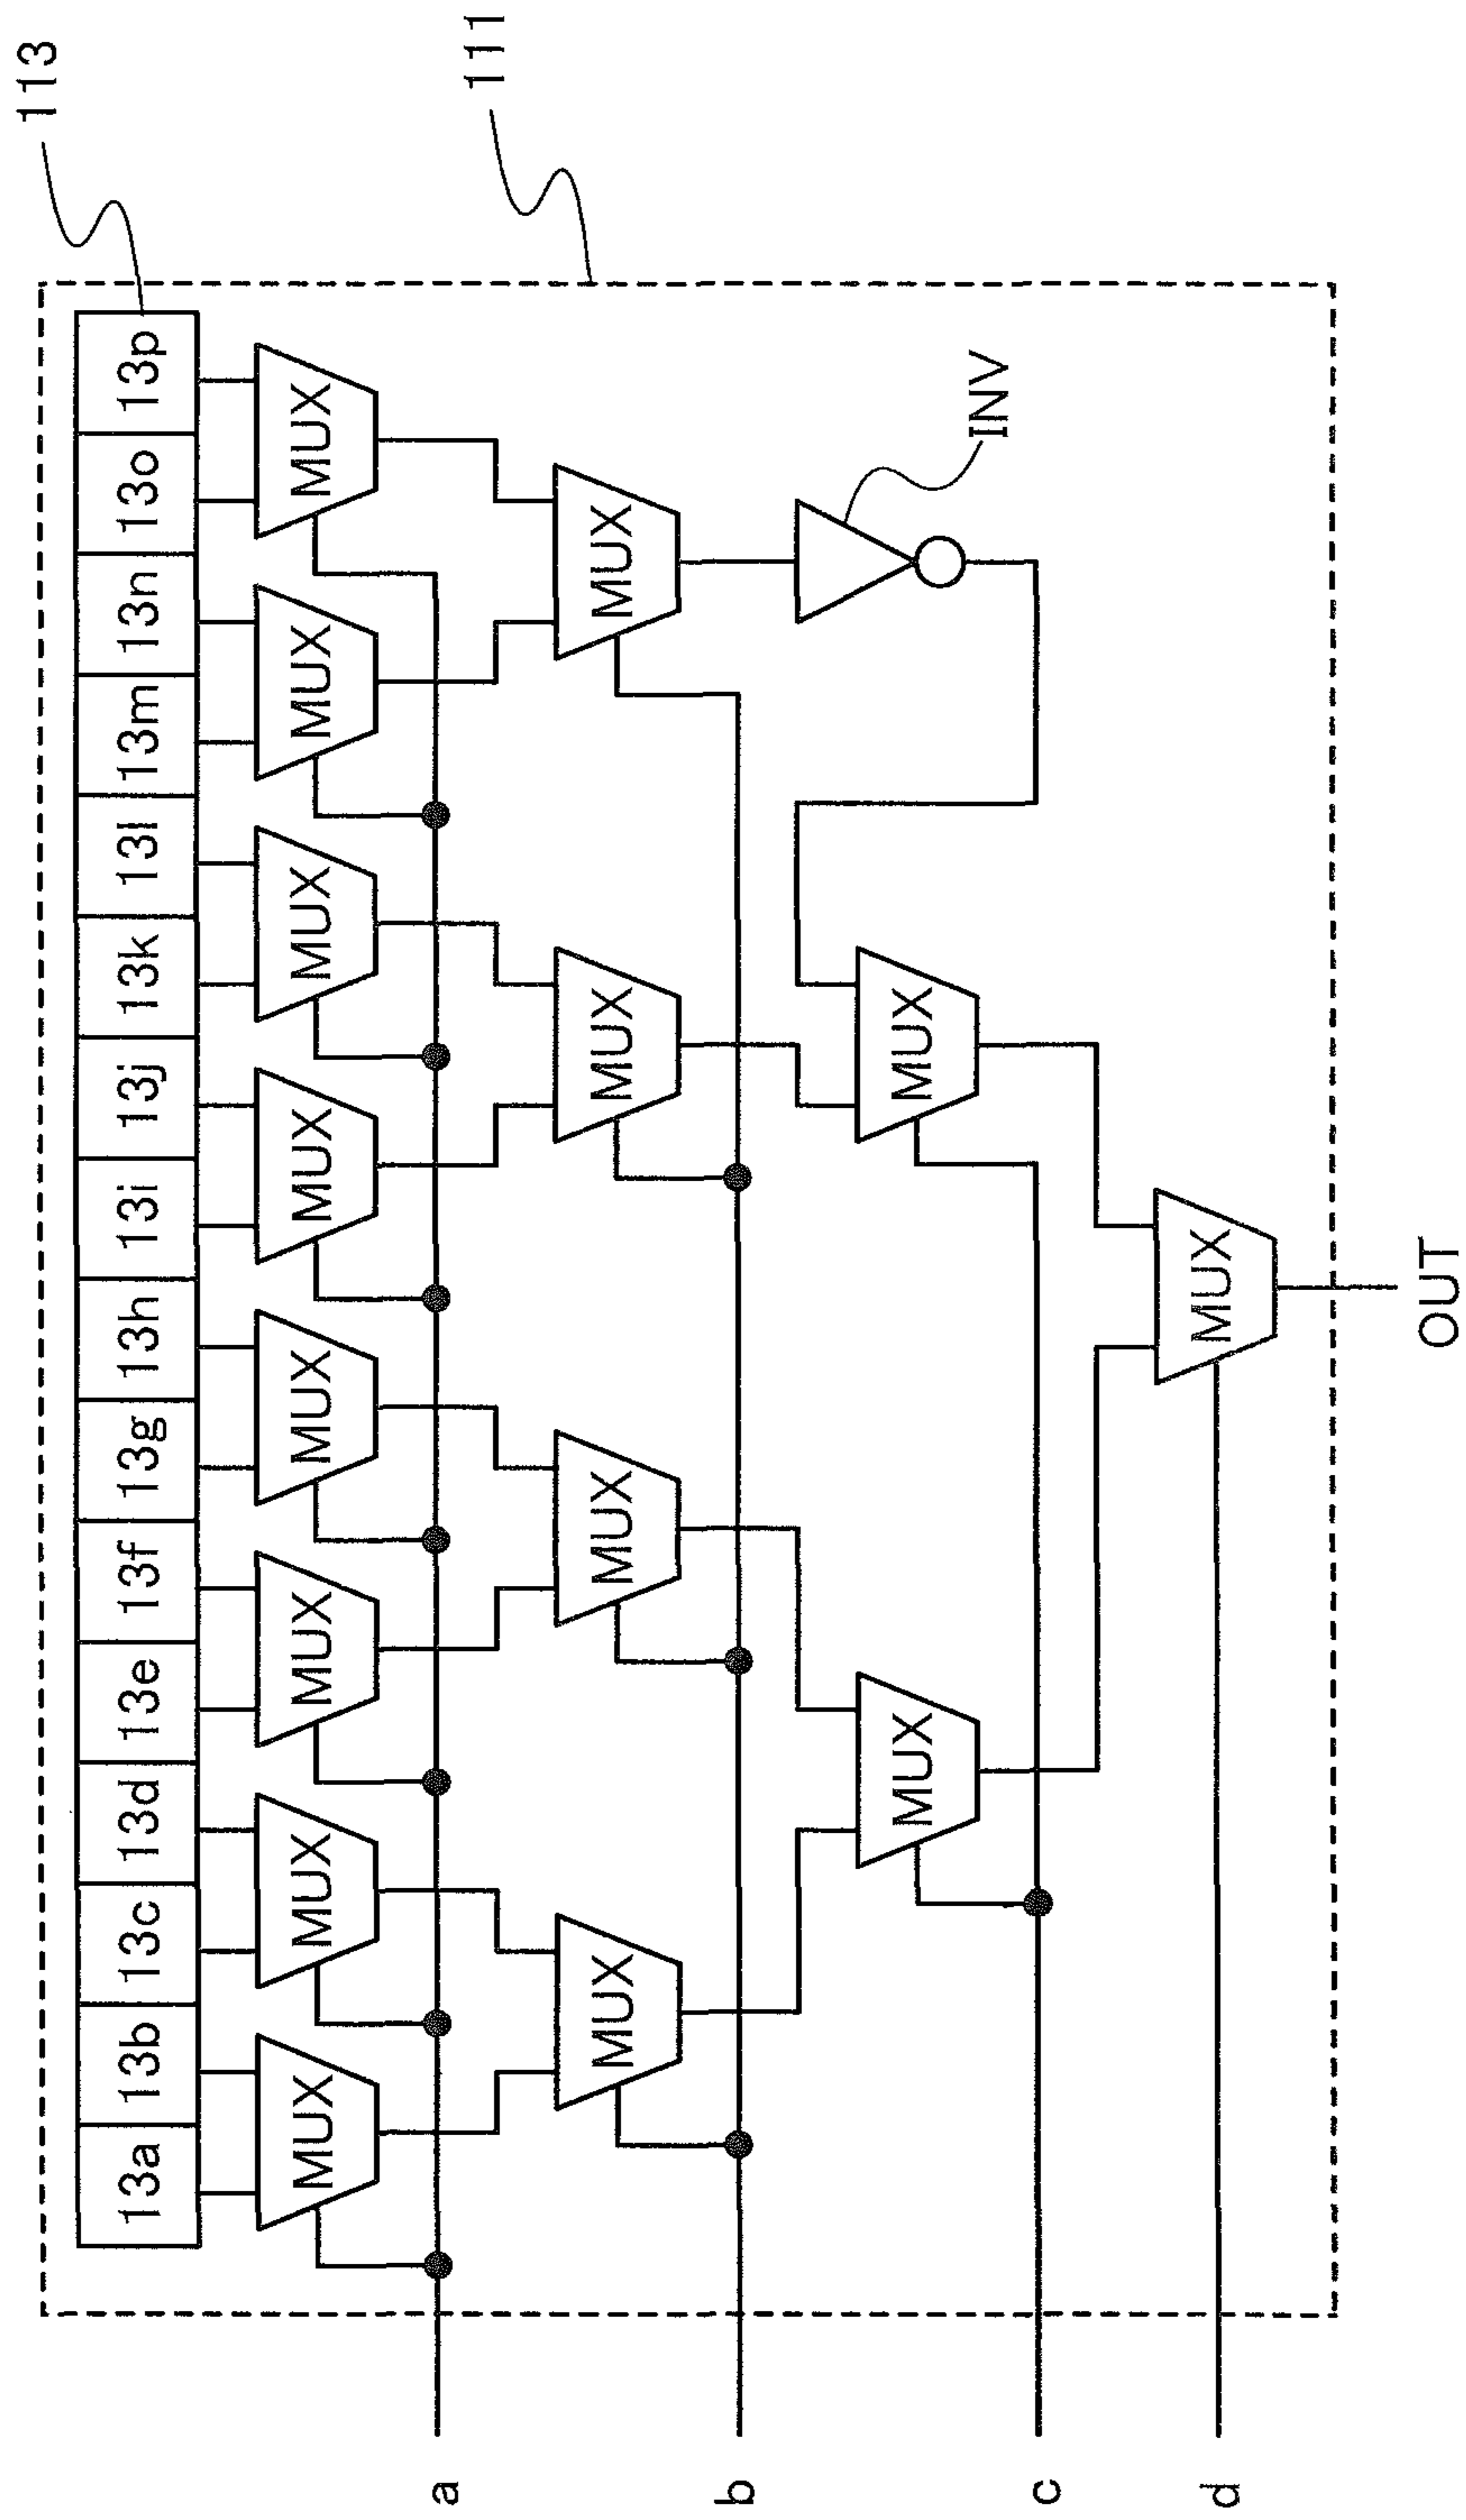 113
111
13a 13b 13c 13d 13e 13f 13g 13h 13i 13j 13k 13l 13m 13n 13o 13p
MUX MUX MUX MUX MUX MUX MUX MUX
a
MUX MUX MUX MUX
b
MUX MUX
INV
c
MUX
d
OUT